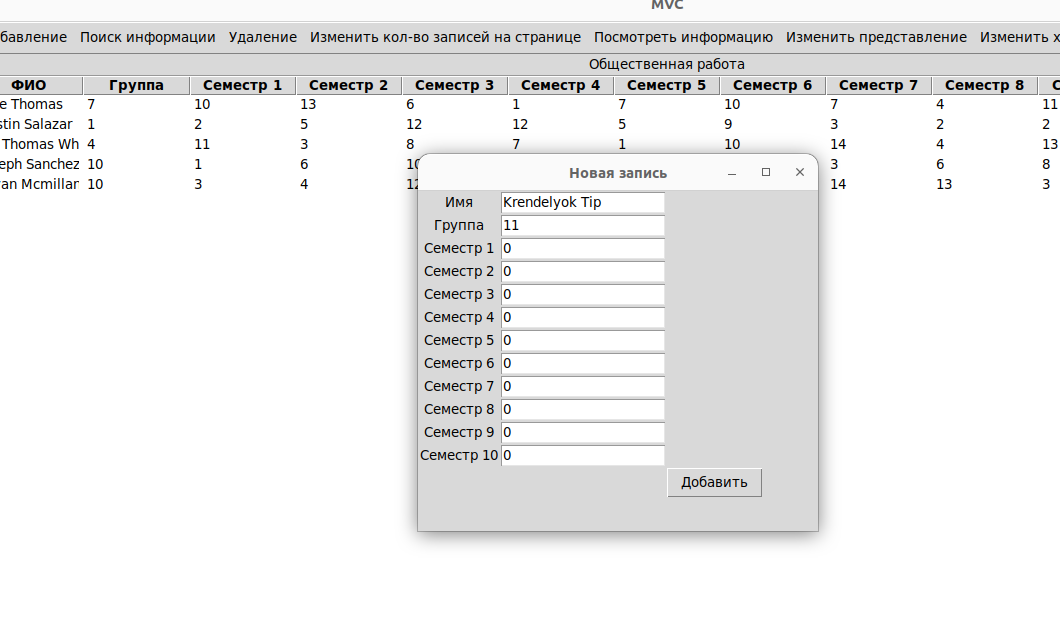 MVC
бавление Поиск информации Удаление Изменить кол-во записей на странице Посмотреть информацию Изменить представление Изменить х
Общественная работа
ФИО Группа Семестр 1 Семестр 2 Семестр 3 Семестр 4 Семестр 5 Семестр 6 Семестр 7 Семестр 8 С
e Thomas 7 10 13 6 1 7 10 7 4 11
stin Salazar 1 2 5 12 12 5 9 3 2 2
Thomas Wh 4 11 3 8 7 1 10 14 4 13
eph Sanchez 10 1 6 10 3 6 8
an Mcmillar 10 3 4 12 14 13 3
Новая запись
Имя Krendelyok Tip
Группа 11
Семестр 1 0
Семестр 2 0
Семестр 3 0
Семестр 4 0
Семестр 5 0
Семестр 6 0
Семестр 7 0
Семестр 8 0
Семестр 9 0
Семестр 10 0
Добавить